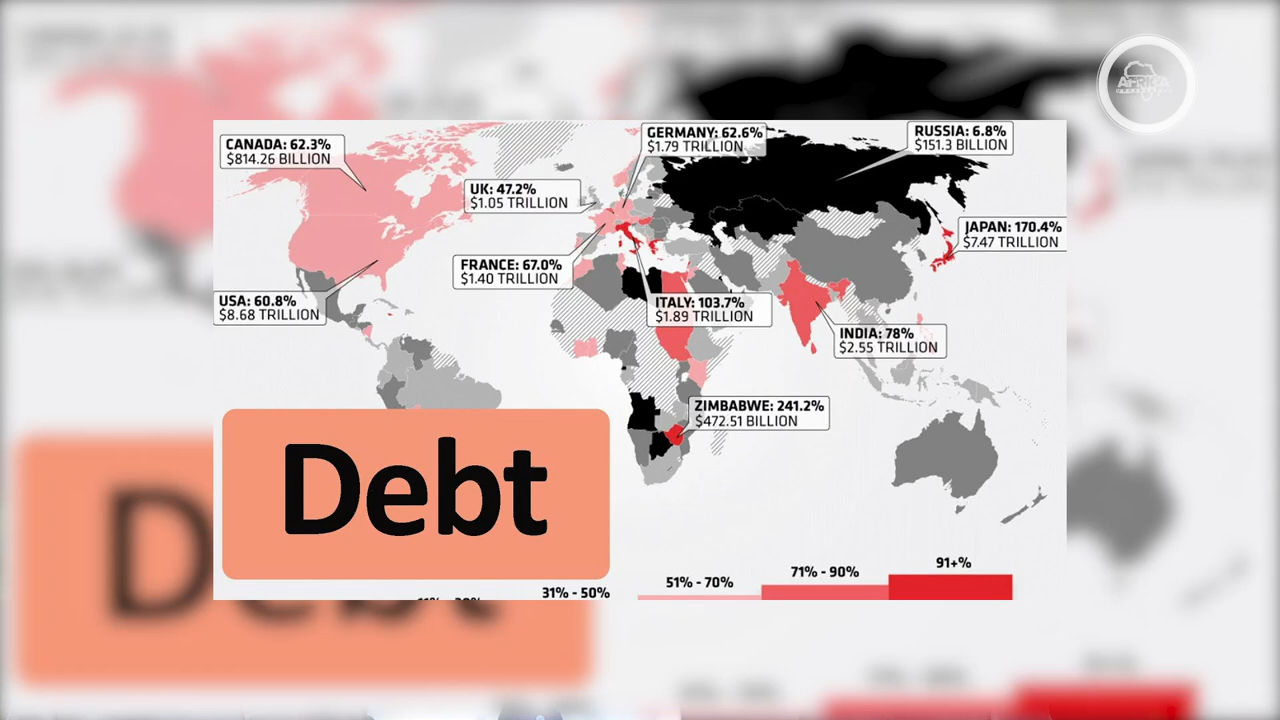 AFRICA
CANADA: 62.3%
$814.26 BILLION
GERMANY: 62.6%
$1.79 TRILLION
RUSSIA: 6.8%
$151.3 BILLION
UK: 47.2%
$1.05 TRILLION
JAPAN: 170.4%
$7.47 TRILLION
FRANCE: 67.0%
$1.40 TRILLION
USA: 60.8%
$8.68 TRILLION
ITALY: 103.7%
$1.89 TRILLION
INDIA: 78%
$2.55 TRILLION
ZIMBABWE: 241.2%
$472.51 BILLION
Debt
31% - 50%
51% - 70%
71% - 90%
91+%